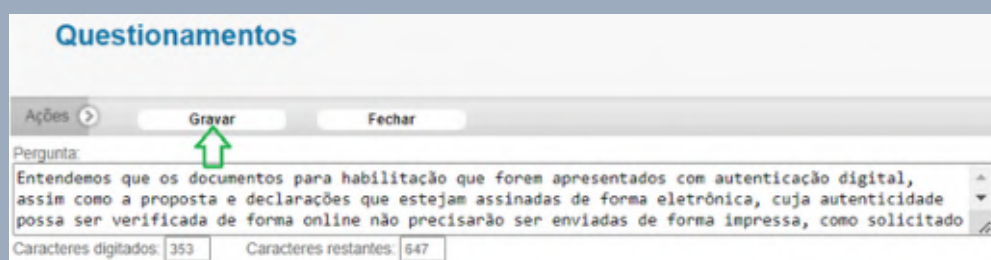 Questionamentos
Ações Gravar Fechar
Pergunta:
Entendemos que os documentos para habilitação que forem apresentados com autenticação digital,
assim como a proposta e declarações que estejam assinadas de forma eletrônica, cuja autenticidade
possa ser verificada de forma online não precisarão ser enviadas de forma impressa, como solicitado
Caracteres digitados: 353 Caracteres restantes: 647